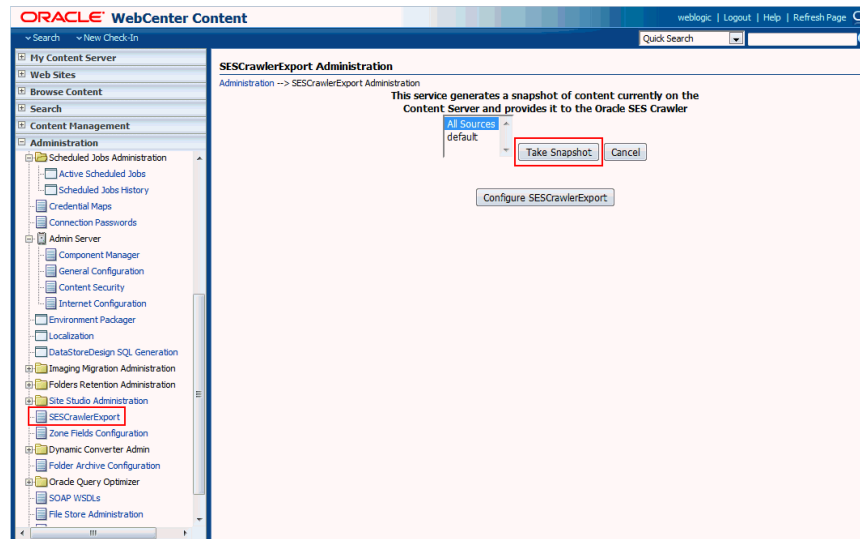 ORACLE® WebCenter Content
weblogic | Logout | Help | Refresh Page
Search New Check-In
Quick Search
My Content Server
Web Sites
Browse Content
Search
Content Management
Administration
Scheduled Jobs Administration
Active Scheduled Jobs
Scheduled Jobs History
Credential Maps
Connection Passwords
Admin Server
Component Manager
General Configuration
Content Security
Internet Configuration
Environment Packager
Localization
DataStoreDesign SQL Generation
Imaging Migration Administration
Folders Retention Administration
Site Studio Administration
SESCrawlerExport
Zone Fields Configuration
Dynamic Converter Admin
Folder Archive Configuration
Oracle Query Optimizer
SOAP WSDLs
File Store Administration
SESCrawlerExport Administration
Administration --> SESCrawlerExport Administration
This service generates a snapshot of content currently on the
Content Server and provides it to the Oracle SES Crawler
All Sources
default
Take Snapshot Cancel
Configure SESCrawlerExport